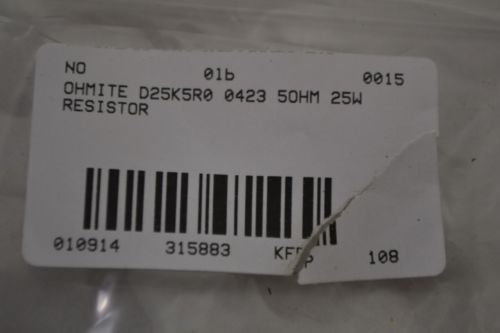 NO 01b 0015
OHMITE D25K5R0 0423 5OHM 25W
RESISTOR
010914 315883 108